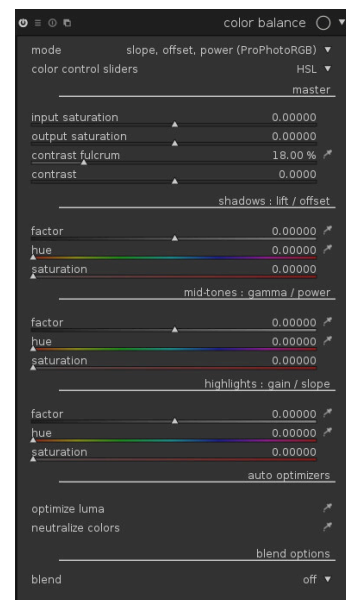 color balance
mode slope, offset, power (ProPhotoRGB)
color control sliders HSL
master
input saturation 0.00000
output saturation 0.00000
contrast fulcrum 18.00 %
contrast 0.0000
shadows : lift / offset
factor 0.00000
hue 0.00000
saturation 0.00000
mid-tones : gamma / power
factor 0.00000
hue 0.00000
saturation 0.00000
highlights : gain / slope
factor 0.00000
hue 0.00000
saturation 0.00000
auto optimizers
optimize luma
neutralize colors
blend options
blend off